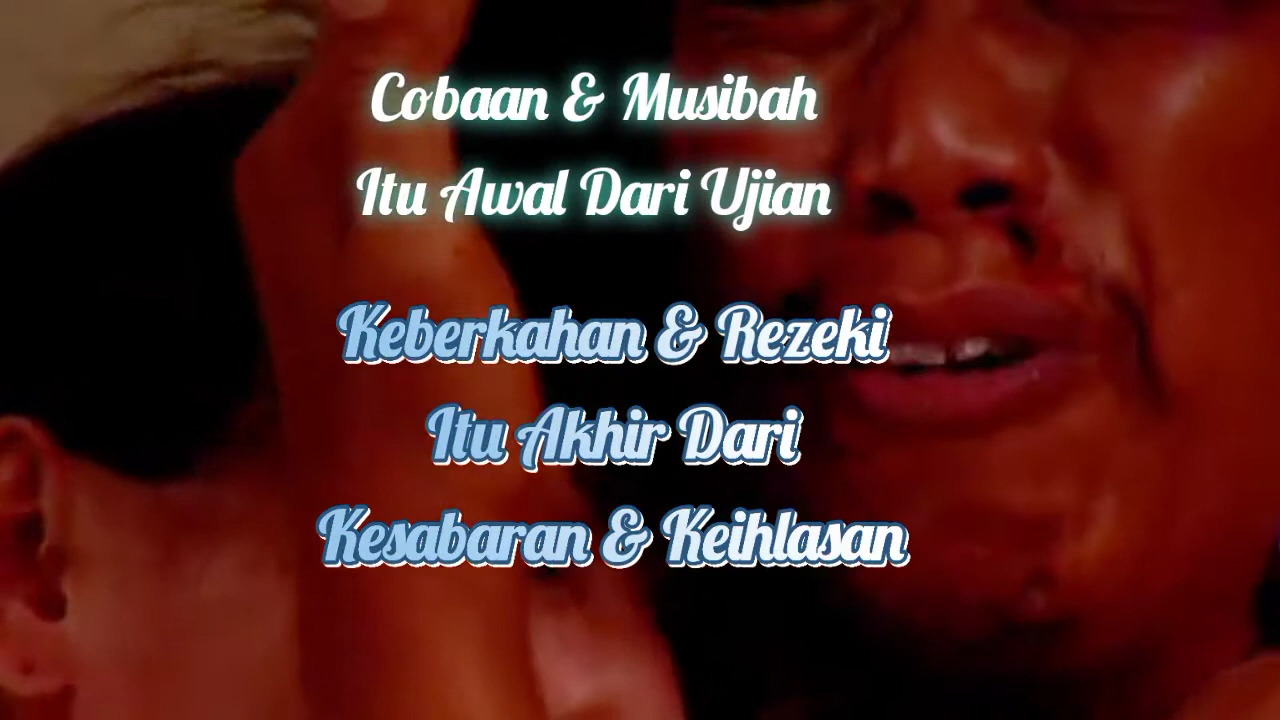 Cobaan & Musibah
Itu Awal Dari Ujian
Keberkahan & Rezeki
Itu Akhir Dari
Kesabaran & Keihlasan